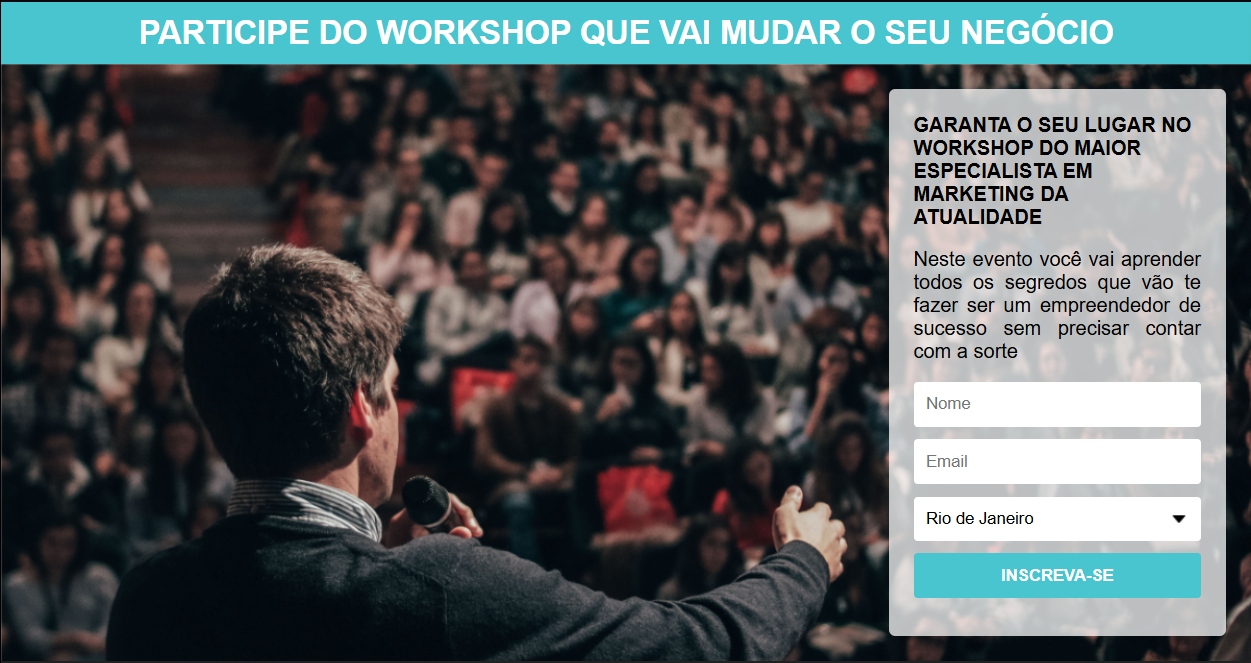 PARTICIPE DO WORKSHOP QUE VAI MUDAR O SEU NEGÓCIO
GARANTA O SEU LUGAR NO
WORKSHOP DO MAIOR
ESPECIALISTA EM
MARKETING DA
ATUALIDADE
Neste evento você vai aprender
todos os segredos que vão te
fazer ser um empreendedor de
sucesso sem precisar contar
com a sorte
Nome
Email
Rio de Janeiro
INSCREVA-SE